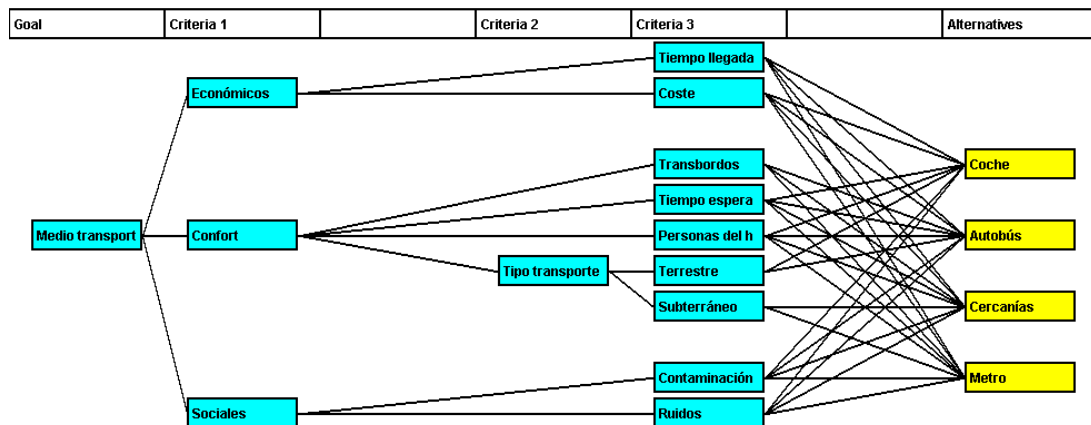 Goal
Criteria 1
Criteria 2
Criteria 3
Alternatives
Tiempo llegada
Económicos
Coste
Transbordos
Coche
Tiempo espera
Medio transport
Confort
Personas del h
Autobús
Tipo transporte
Terrestre
Subterráneo
Cercanías
Contaminación
Metro
Sociales
Ruidos